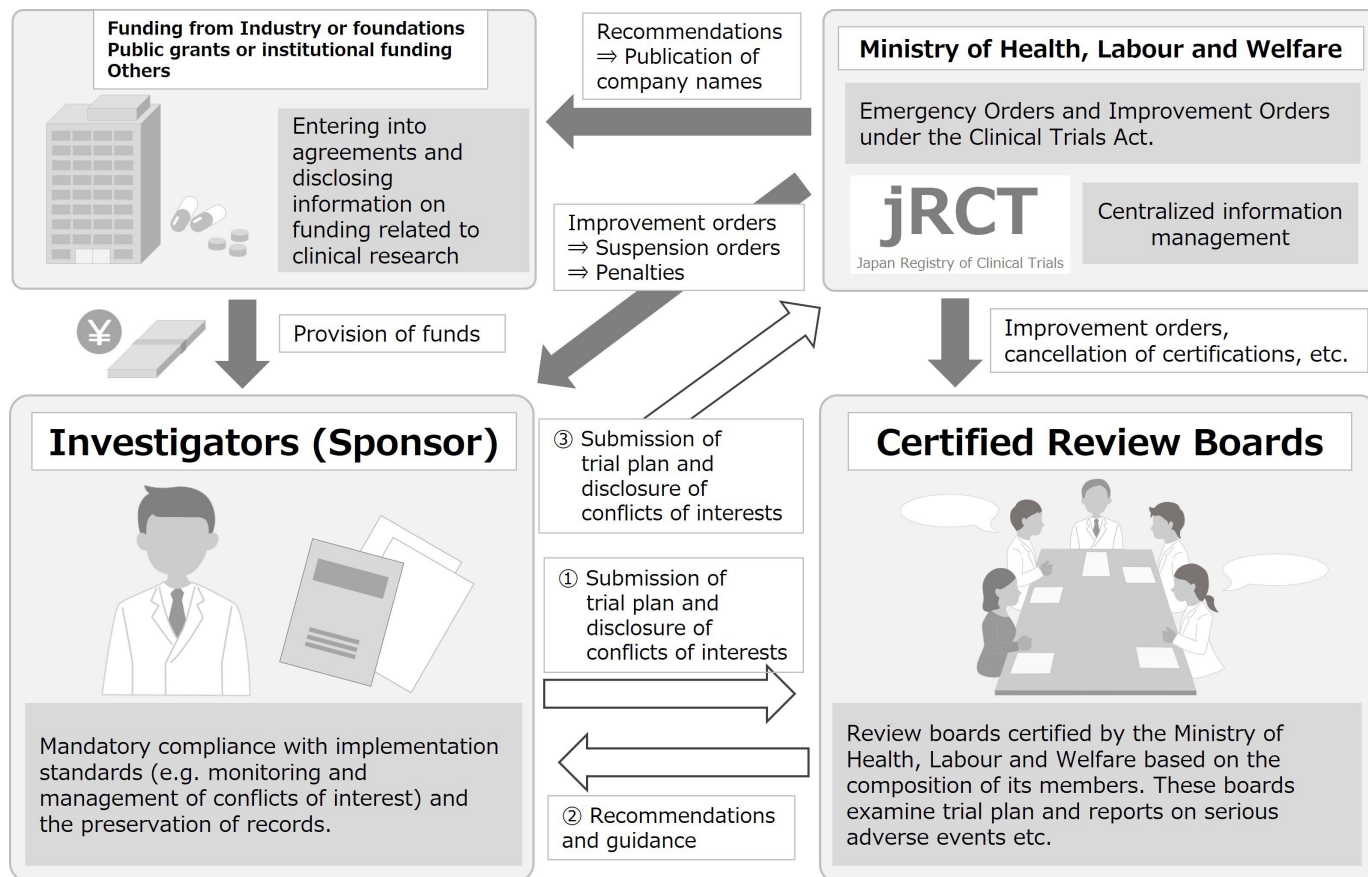 Funding from Industry or foundations
Public grants or institutional funding
Others
Entering into
agreements and
disclosing
information on
funding related to
clinical research
Recommendations
⇒ Publication of
company names
Ministry of Health, Labour and Welfare
Emergency Orders and Improvement Orders
under the Clinical Trials Act.
jRCT
Japan Registry of Clinical Trials
Centralized information
management
Improvement orders
⇒ Suspension orders
⇒ Penalties
¥
Provision of funds
Improvement orders,
cancellation of certifications, etc.
Investigators (Sponsor)
③ Submission of
trial plan and
disclosure of
conflicts of interests
① Submission of
trial plan and
disclosure of
conflicts of interests
② Recommendations
and guidance
Mandatory compliance with implementation
standards (e.g. monitoring and
management of conflicts of interest) and
the preservation of records.
Certified Review Boards
Review boards certified by the Ministry of
Health, Labour and Welfare based on the
composition of its members. These boards
examine trial plan and reports on serious
adverse events etc.